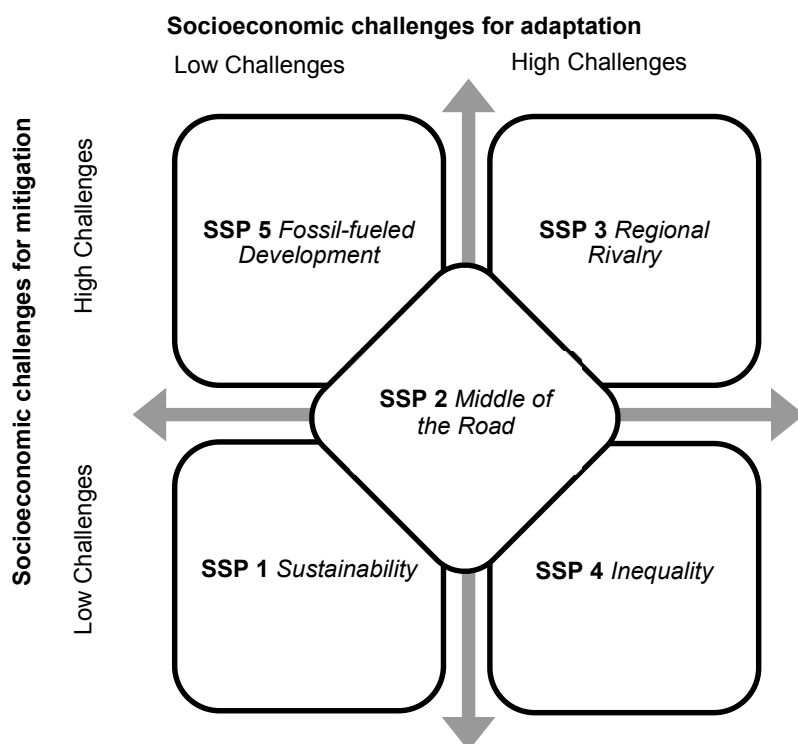 Socioeconomic challenges for adaptation
Low Challenges
High Challenges
Socioeconomic challenges for mitigation
High Challenges
Low Challenges
SSP 5 Fossil-fueled
Development
SSP 3 Regional
Rivalry
SSP 2 Middle of
the Road
SSP 1 Sustainability
SSP 4 Inequality